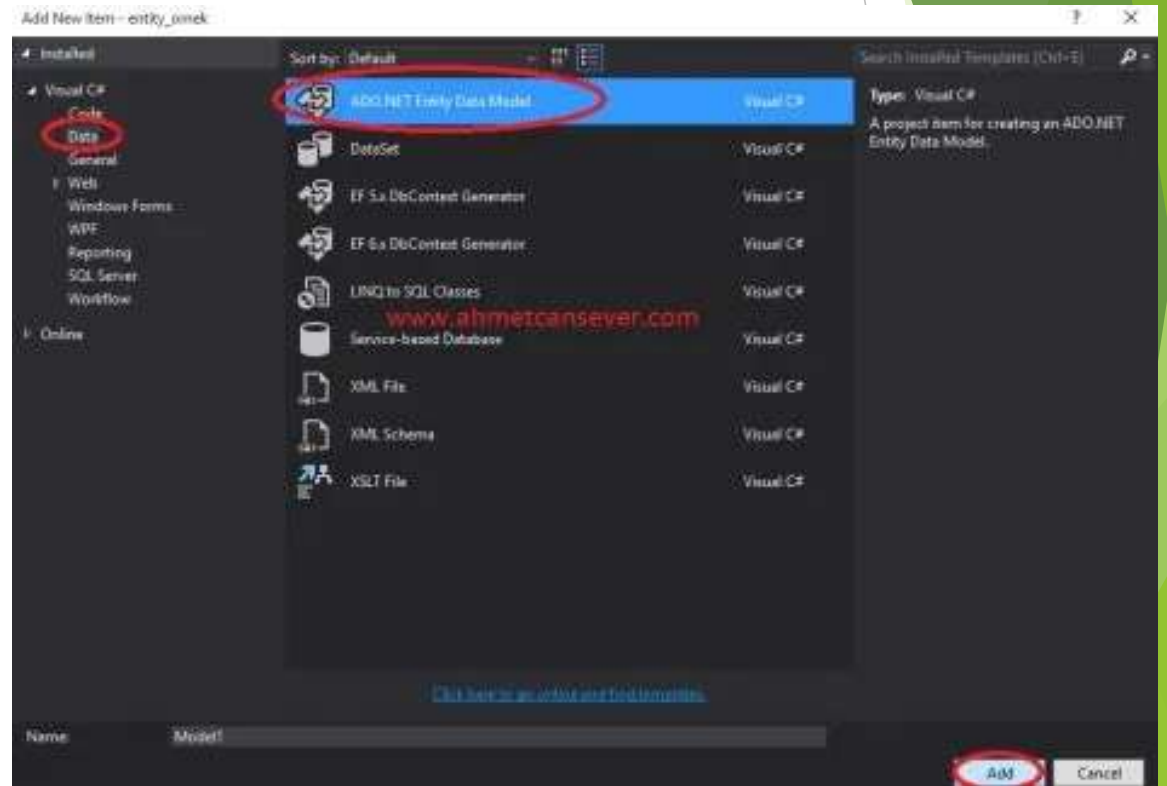 Add New Item - entity_ornek
Installed
Sort by: Default
Search Installed Templates (Ctrl+E)
Visual C#
Code
Data
General
Web
Windows Forms
WPF
Reporting
SQL Server
Workflow
Online
ADO.NET Entity Data Model Visual C#
DataSet Visual C#
EF 5.x DbContext Generator Visual C#
EF 6.x DbContext Generator Visual C#
LINQ to SQL Classes Visual C#
www.ahmetcansever.com
Service-based Database Visual C#
XML File Visual C#
XML Schema Visual C#
XSLT File Visual C#
Type: Visual C#
A project item for creating an ADO.NET
Entity Data Model.
Click here to go online and find templates.
Name: Model1
Add Cancel